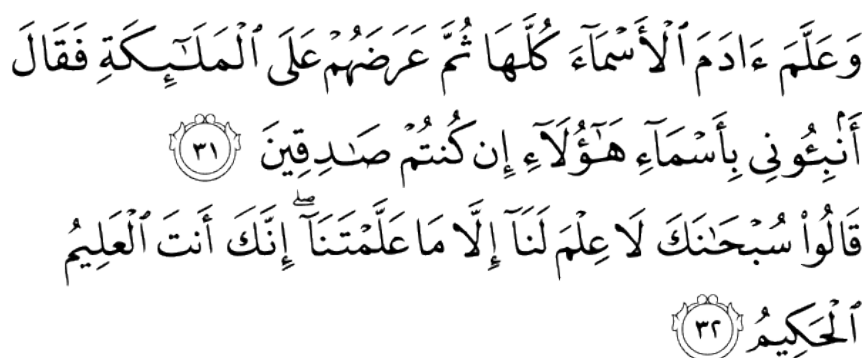 وَعَلَّمَ ءَادَمَ ٱلْأَسْمَآءَ كُلَّهَا ثُمَّ عَرَضَهُمْ عَلَى ٱلْمَلَـٰٓئِكَةِ فَقَالَ
أَنۢبِـُٔونِى بِأَسْمَآءِ هَـٰٓؤُلَآءِ إِن كُنتُمْ صَـٰدِقِينَ ٣١
قَالُوا۟ سُبْحَـٰنَكَ لَا عِلْمَ لَنَآ إِلَّا مَا عَلَّمْتَنَآ ۖ إِنَّكَ أَنتَ ٱلْعَلِيمُ
ٱلْحَكِيمُ ٣٢